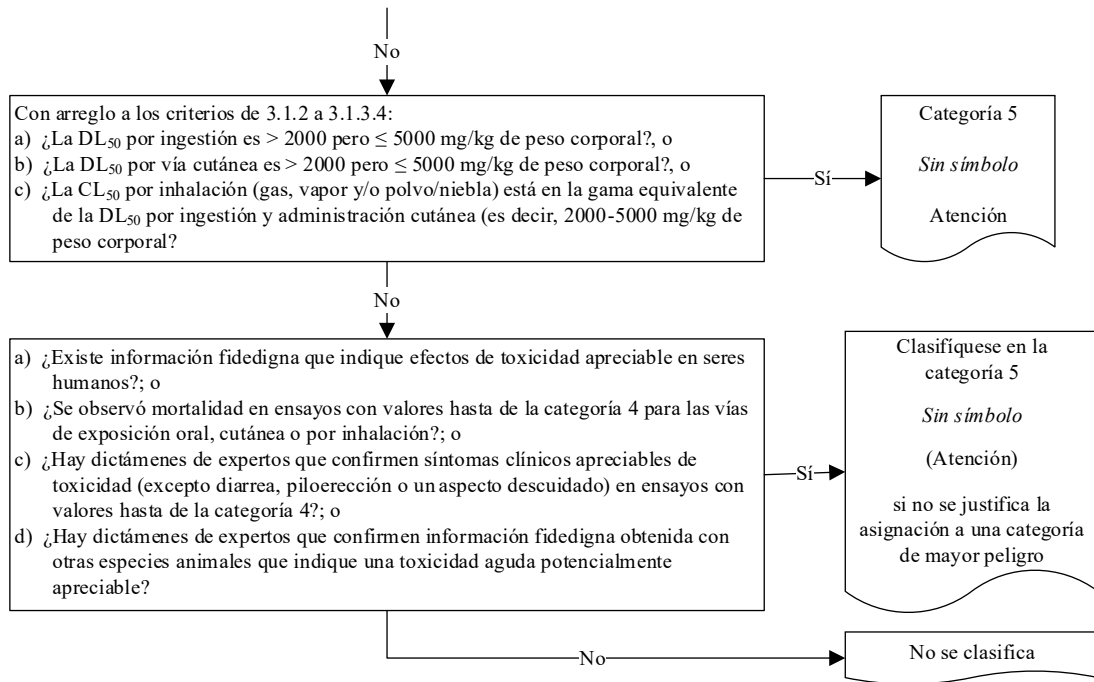 No
Con arreglo a los criterios de 3.1.2 a 3.1.3.4:
a) ¿La DL50 por ingestión es > 2000 pero ≤ 5000 mg/kg de peso corporal?, o
b) ¿La DL50 por vía cutánea es > 2000 pero ≤ 5000 mg/kg de peso corporal?, o
c) ¿La CL50 por inhalación (gas, vapor y/o polvo/niebla) está en la gama equivalente
de la DL50 por ingestión y administración cutánea (es decir, 2000-5000 mg/kg de
peso corporal?
Sí
Categoría 5
Sin símbolo
Atención
No
a) ¿Existe información fidedigna que indique efectos de toxicidad apreciable en seres
humanos?; o
b) ¿Se observó mortalidad en ensayos con valores hasta de la categoría 4 para las vías
de exposición oral, cutánea o por inhalación?; o
c) ¿Hay dictámenes de expertos que confirmen síntomas clínicos apreciables de
toxicidad (excepto diarrea, piloerección o un aspecto descuidado) en ensayos con
valores hasta de la categoría 4?; o
d) ¿Hay dictámenes de expertos que confirmen información fidedigna obtenida con
otras especies animales que indique una toxicidad aguda potencialmente
apreciable?
Sí
Clasifíquese en la
categoría 5
Sin símbolo
(Atención)
si no se justifica la
asignación a una categoría
de mayor peligro
No
No se clasifica